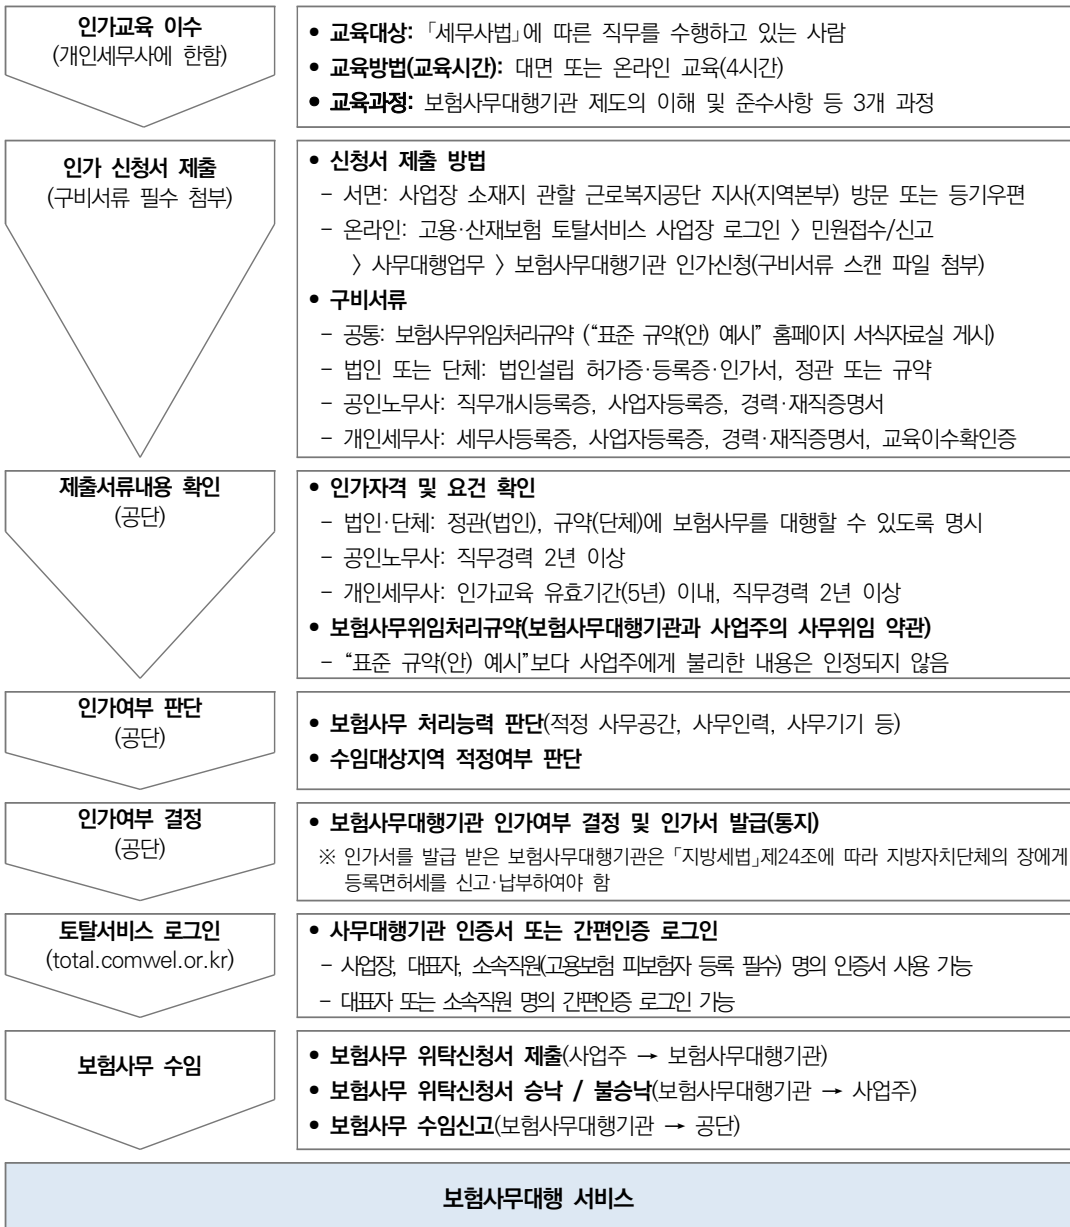 인가교육 이수
(개인세무사에 한함)
• 교육대상: 「세무사법」에 따른 직무를 수행하고 있는 사람
• 교육방법(교육시간): 대면 또는 온라인 교육(4시간)
• 교육과정: 보험사무대행기관 제도의 이해 및 준수사항 등 3개 과정
인가 신청서 제출
(구비서류 필수 첨부)
• 신청서 제출 방법
- 서면: 사업장 소재지 관할 근로복지공단 지사(지역본부) 방문 또는 등기우편
- 온라인: 고용·산재보험 토탈서비스 사업장 로그인 〉 민원접수/신고
〉 사무대행업무 〉 보험사무대행기관 인가신청(구비서류 스캔 파일 첨부)
• 구비서류
- 공통: 보험사무위임처리규약 (“표준 규약(안) 예시” 홈페이지 서식자료실 게시)
- 법인 또는 단체: 법인설립 허가증·등록증·인가서, 정관 또는 규약
- 공인노무사: 직무개시등록증, 사업자등록증, 경력·재직증명서
- 개인세무사: 세무사등록증, 사업자등록증, 경력·재직증명서, 교육이수확인증
제출서류내용 확인
(공단)
• 인가자격 및 요건 확인
- 법인·단체: 정관(법인), 규약(단체)에 보험사무를 대행할 수 있도록 명시
- 공인노무사: 직무경력 2년 이상
- 개인세무사: 인가교육 유효기간(5년) 이내, 직무경력 2년 이상
• 보험사무위임처리규약(보험사무대행기관과 사업주의 사무위임 약관)
- “표준 규약(안) 예시”보다 사업주에게 불리한 내용은 인정되지 않음
인가여부 판단
(공단)
• 보험사무 처리능력 판단(적정 사무공간, 사무인력, 사무기기 등)
• 수임대상지역 적정여부 판단
인가여부 결정
(공단)
• 보험사무대행기관 인가여부 결정 및 인가서 발급(통지)
※ 인가서를 발급 받은 보험사무대행기관은 「지방세법」제24조에 따라 지방자치단체의 장에게
등록면허세를 신고·납부하여야 함
토탈서비스 로그인
(total.comwel.or.kr)
• 사무대행기관 인증서 또는 간편인증 로그인
- 사업장, 대표자, 소속직원(고용보험 피보험자 등록 필수) 명의 인증서 사용 가능
- 대표자 또는 소속직원 명의 간편인증 로그인 가능
보험사무 수임
• 보험사무 위탁신청서 제출(사업주 → 보험사무대행기관)
• 보험사무 위탁신청서 승낙 / 불승낙(보험사무대행기관 → 사업주)
• 보험사무 수임신고(보험사무대행기관 → 공단)
보험사무대행 서비스